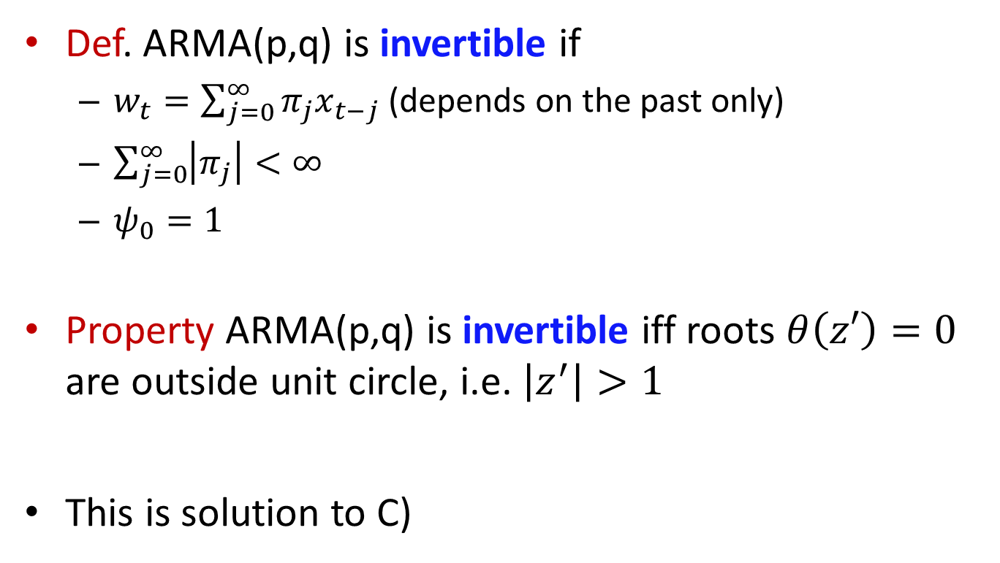 • Def. ARMA(p,q) is invertible if
– $w_t = \sum_{j=0}^{\infty} \pi_j x_{t-j}$ (depends on the past only)
– $\sum_{j=0}^{\infty} |\pi_j| < \infty$
– $\psi_0 = 1$
• Property ARMA(p,q) is invertible iff roots $\theta(z') = 0$
are outside unit circle, i.e. $|z'| > 1$
• This is solution to C)